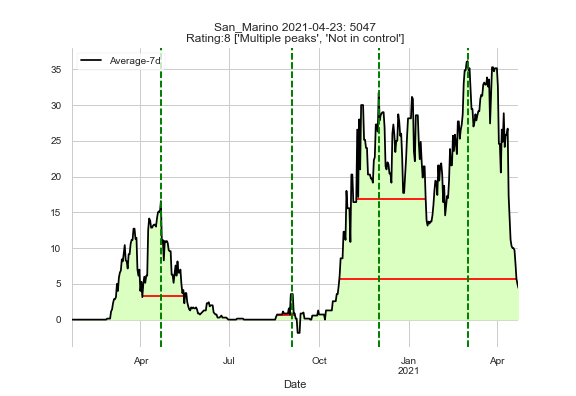 San_Marino 2021-04-23: 5047
Rating:8 ['Multiple peaks', 'Not in control']
Average-7d
35
30
25
20
15
10
5
0
Apr
Jul
Oct
Jan
2021
Apr
Date